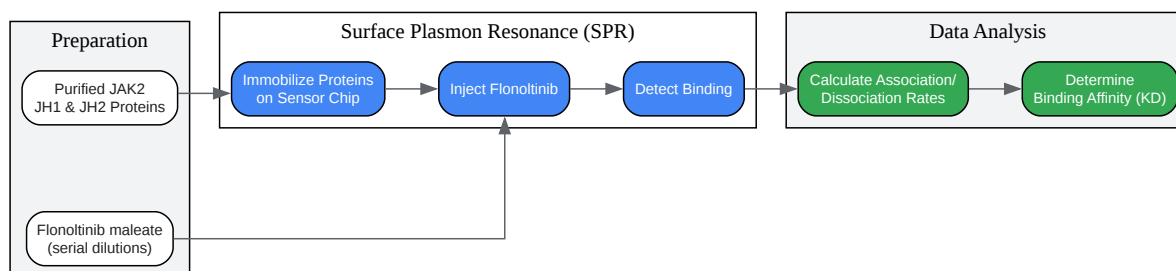 Preparation
Purified JAK2
JH1 & JH2 Proteins
Flonoltinib maleate
(serial dilutions)
Surface Plasmon Resonance (SPR)
Immobilize Proteins
on Sensor Chip
Inject Flonoltinib
Detect Binding
Data Analysis
Calculate Association/
Dissociation Rates
Determine
Binding Affinity (KD)